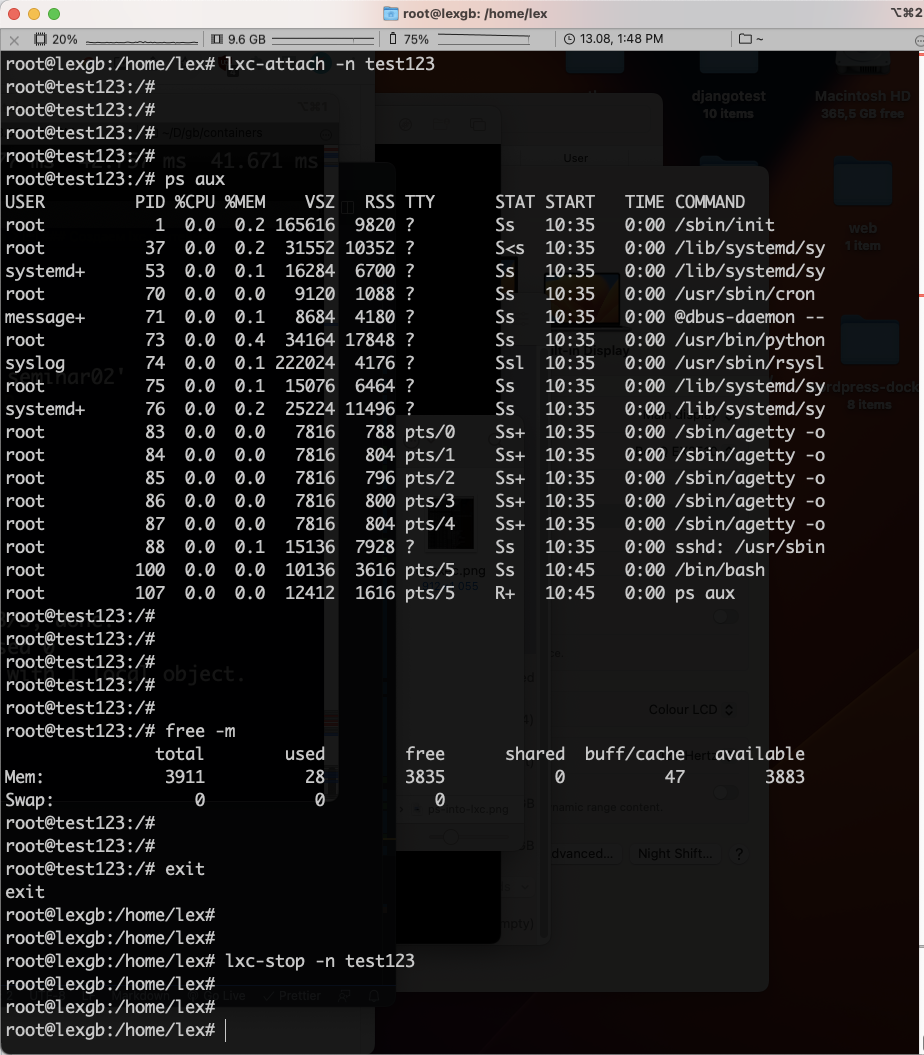 root@lexgb: /home/lex
⌥⌘2
20%
9.6 GB
75%
13.08, 1:48 PM
~
root@lexgb:/home/lex# lxc-attach -n test123
root@test123:/#
root@test123:/#
root@test123:/#
root@test123:/#
root@test123:/# ps aux
USER PID %CPU %MEM VSZ RSS TTY STAT START TIME COMMAND
root 1 0.0 0.2 165616 9820 ? Ss 10:35 0:00 /sbin/init
root 37 0.0 0.2 31552 10352 ? S<s 10:35 0:00 /lib/systemd/sy
systemd+ 53 0.0 0.1 16284 6700 ? Ss 10:35 0:00 /lib/systemd/sy
root 70 0.0 0.0 9120 1088 ? Ss 10:35 0:00 /usr/sbin/cron
message+ 71 0.0 0.1 8684 4180 ? Ss 10:35 0:00 @dbus-daemon --
root 73 0.0 0.4 34164 17848 ? Ss 10:35 0:00 /usr/bin/python
syslog 74 0.0 0.1 222024 4176 ? Ssl 10:35 0:00 /usr/sbin/rsysl
root 75 0.0 0.1 15076 6464 ? Ss 10:35 0:00 /lib/systemd/sy
systemd+ 76 0.0 0.2 25224 11496 ? Ss 10:35 0:00 /lib/systemd/sy
root 83 0.0 0.0 7816 788 pts/0 Ss+ 10:35 0:00 /sbin/agetty -o
root 84 0.0 0.0 7816 804 pts/1 Ss+ 10:35 0:00 /sbin/agetty -o
root 85 0.0 0.0 7816 796 pts/2 Ss+ 10:35 0:00 /sbin/agetty -o
root 86 0.0 0.0 7816 800 pts/3 Ss+ 10:35 0:00 /sbin/agetty -o
root 87 0.0 0.0 7816 804 pts/4 Ss+ 10:35 0:00 /sbin/agetty -o
root 88 0.0 0.1 15136 7928 ? Ss 10:35 0:00 sshd: /usr/sbin
root 100 0.0 0.0 10136 3616 pts/5 Ss 10:45 0:00 /bin/bash
root 107 0.0 0.0 12412 1616 pts/5 R+ 10:45 0:00 ps aux
root@test123:/#
root@test123:/#
root@test123:/#
root@test123:/#
root@test123:/#
root@test123:/# free -m
total used free shared buff/cache available
Mem: 3911 28 3835 0 47 3883
Swap: 0 0 0
root@test123:/#
root@test123:/#
root@test123:/# exit
exit
root@lexgb:/home/lex#
root@lexgb:/home/lex#
root@lexgb:/home/lex# lxc-stop -n test123
root@lexgb:/home/lex#
root@lexgb:/home/lex#
root@lexgb:/home/lex#
djangotest
10 items
Macintosh HD
365,5 GB free
web
1 item
8 items
~/D/gb/containers
41.671 ms
User
seminar02'
object.
Colour LCD
Night Shift...
?
Prettier